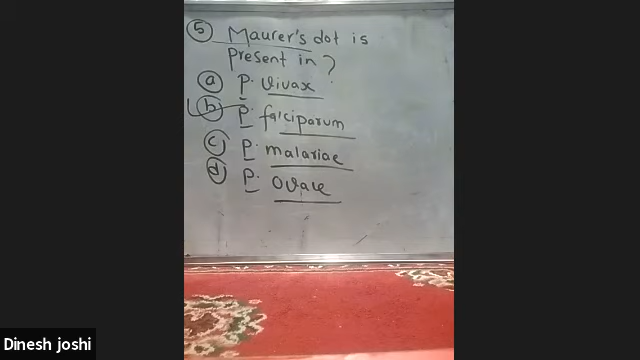 ⑤ Maurer's dot is
Present in ?
ⓐ P. Vivax
ⓑ P. falciparum
ⓒ P. malariae
ⓓ P. Ovale
Dinesh joshi